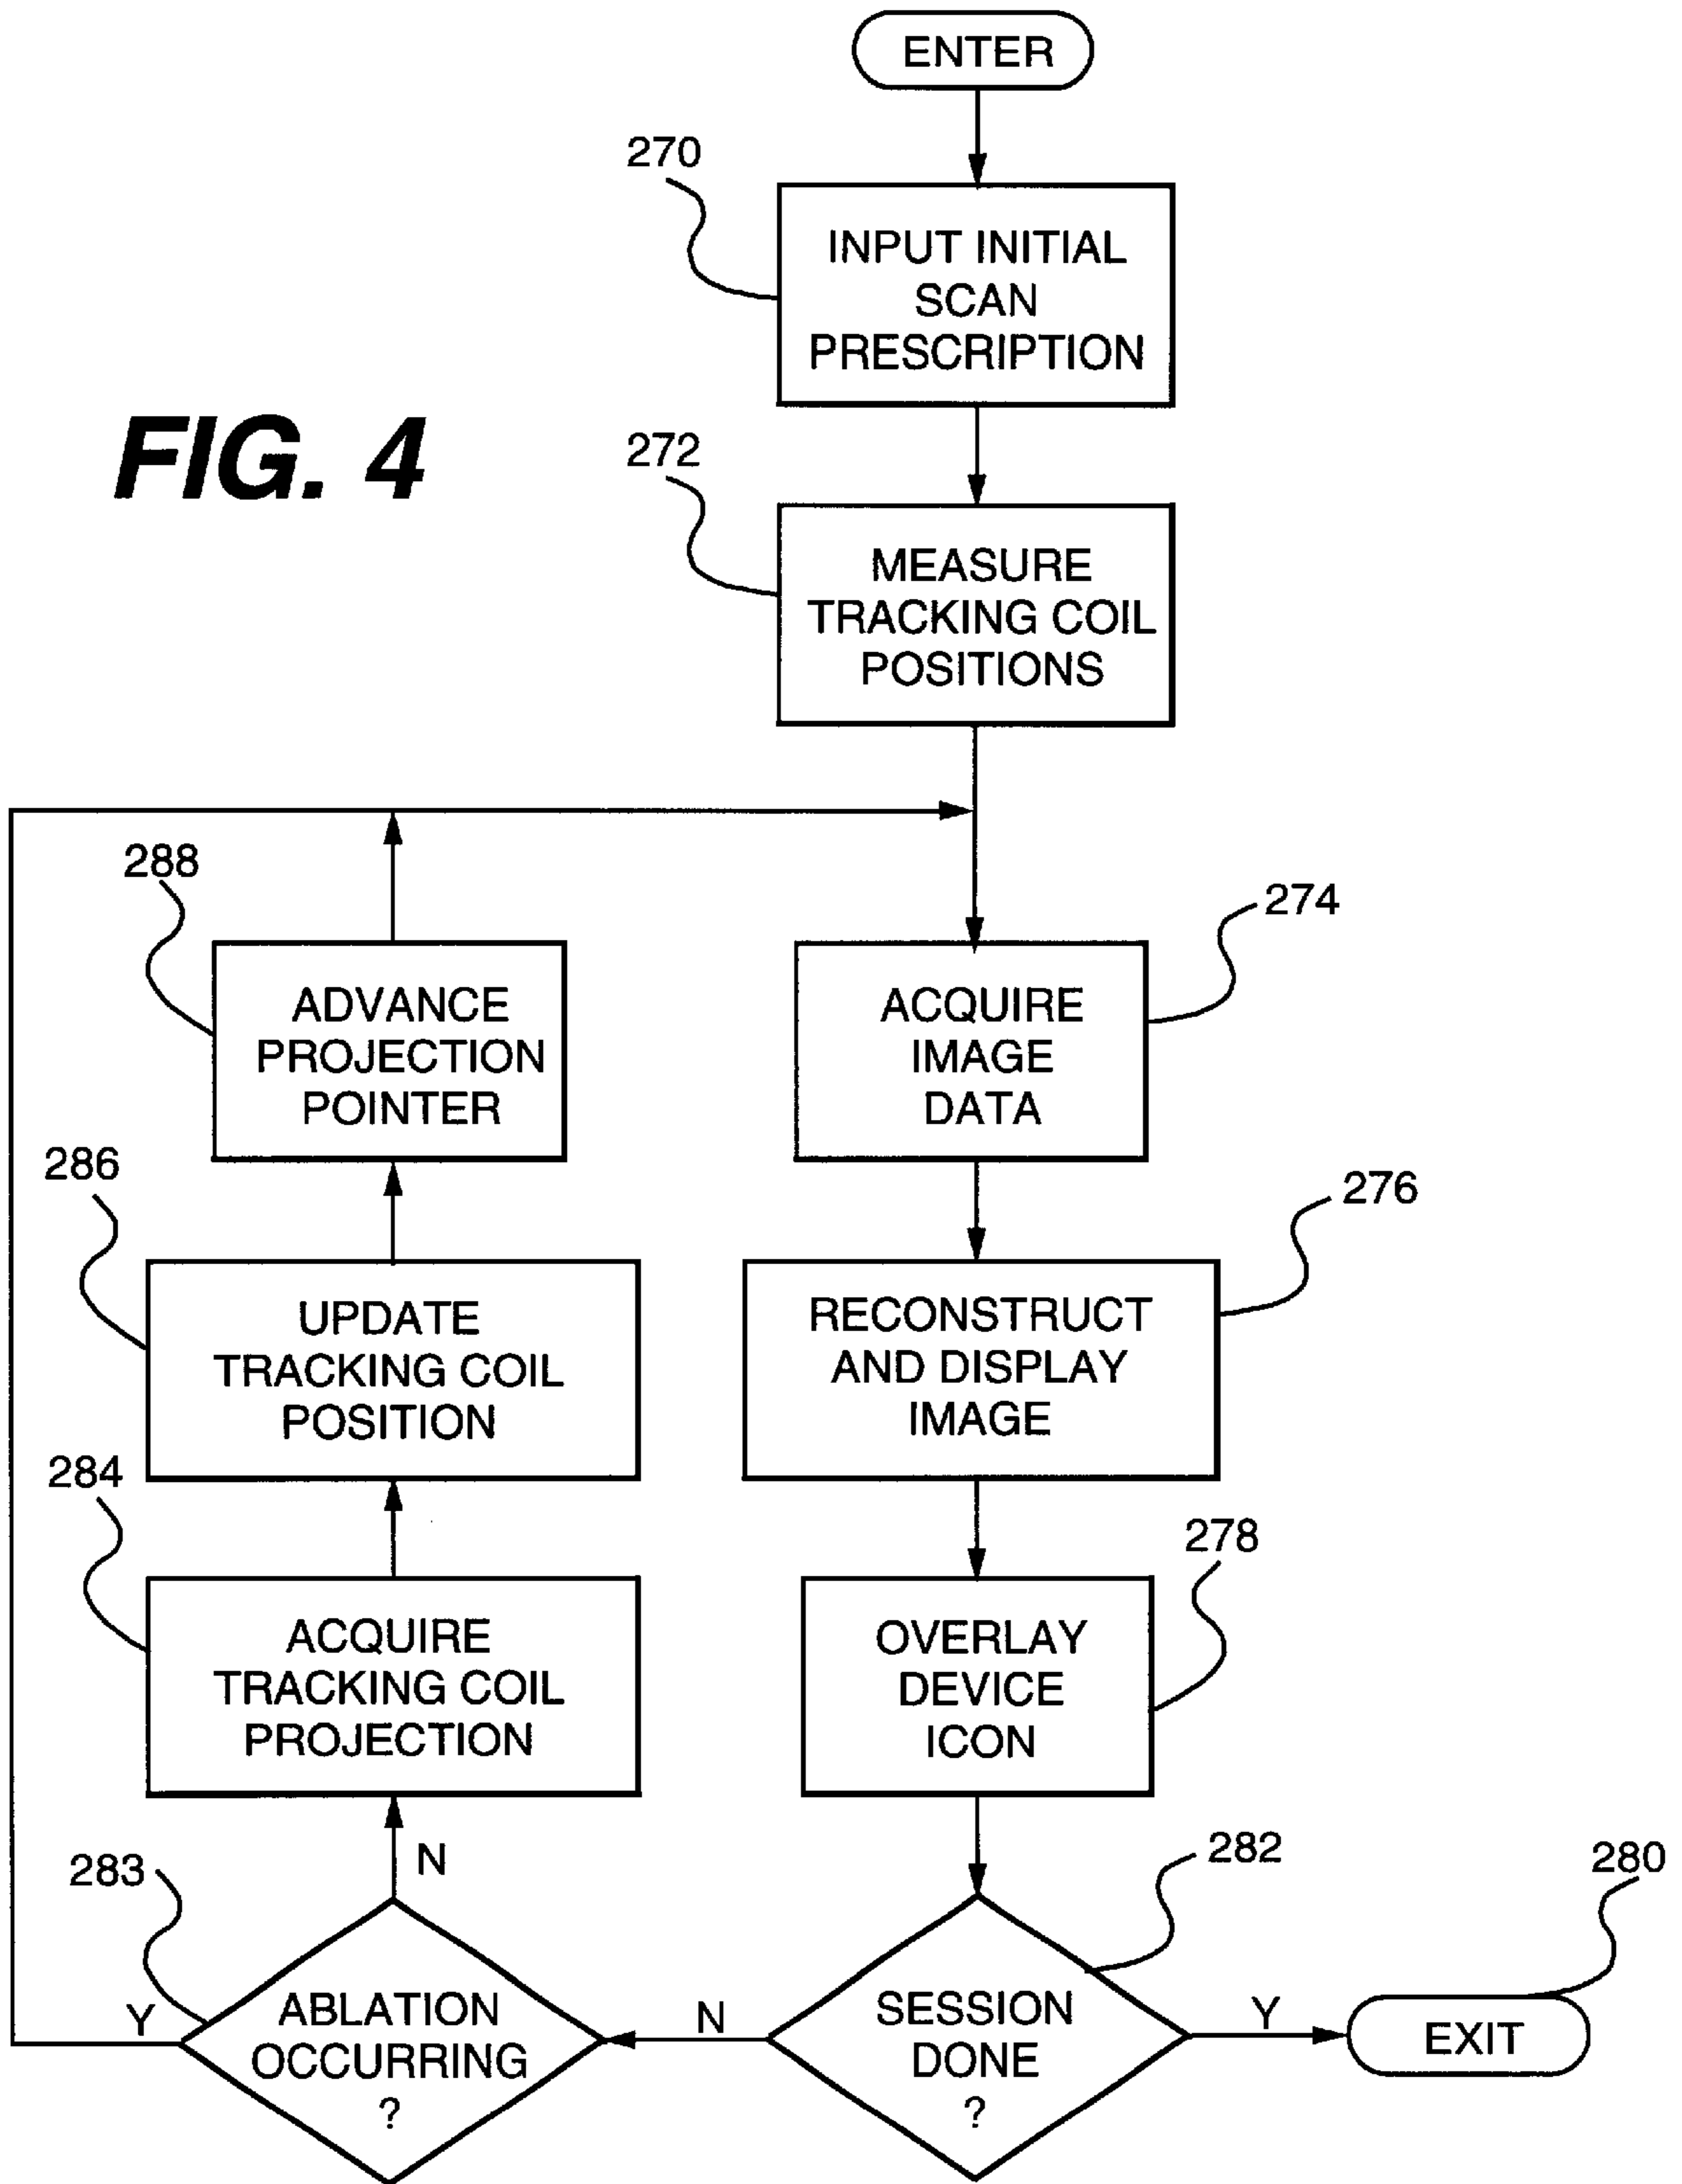 ENTER
270
INPUT INITIAL
SCAN
PRESCRIPTION
FIG. 4
272
MEASURE
TRACKING COIL
POSITIONS
288
274
ADVANCE
PROJECTION
POINTER
ACQUIRE
IMAGE
DATA
286
276
UPDATE
TRACKING COIL
POSITION
RECONSTRUCT
AND DISPLAY
IMAGE
284
278
ACQUIRE
TRACKING COIL
PROJECTION
OVERLAY
DEVICE
ICON
283
N
282
280
Y
ABLATION
OCCURRING
?
N
SESSION
DONE
?
Y
EXIT